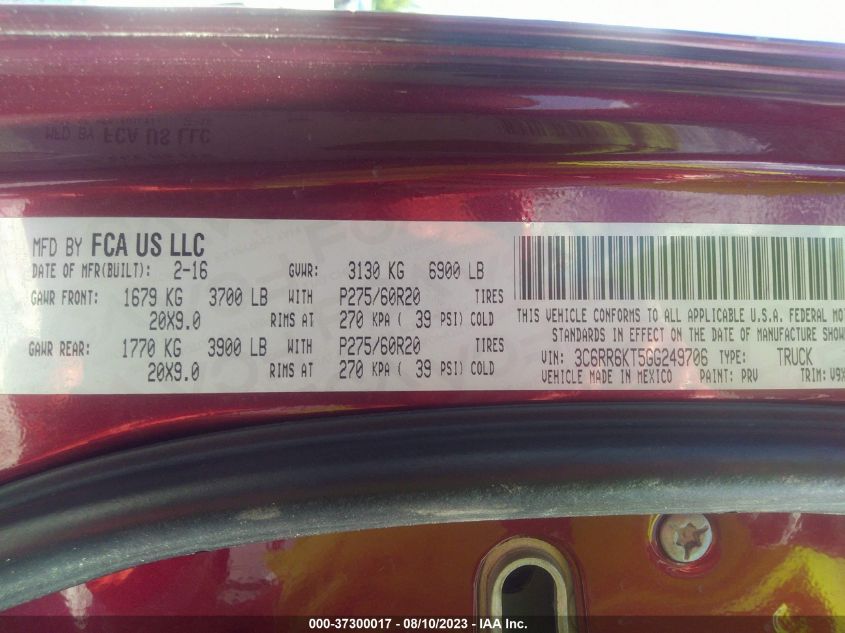 MFD BY FCA US LLC
DATE OF MFR(BUILT): 2-16 GVWR: 3130 KG 6900 LB
GAWR FRONT: 1679 KG 3700 LB WITH P275/60R20 TIRES
20X9.0 RIMS AT 270 KPA ( 39 PSI) COLD
GAWR REAR: 1770 KG 3900 LB WITH P275/60R20 TIRES
20X9.0 RIMS AT 270 KPA ( 39 PSI) COLD
THIS VEHICLE CONFORMS TO ALL APPLICABLE U.S.A. FEDERAL MOT
STANDARDS IN EFFECT ON THE DATE OF MANUFACTURE SHOW
VIN: 3C6RR6KT5GG249706 TYPE: TRUCK
VEHICLE MADE IN MEXICO PAINT: PRV TRIM: V9X
000-37300017 - 08/10/2023 - IAA Inc.